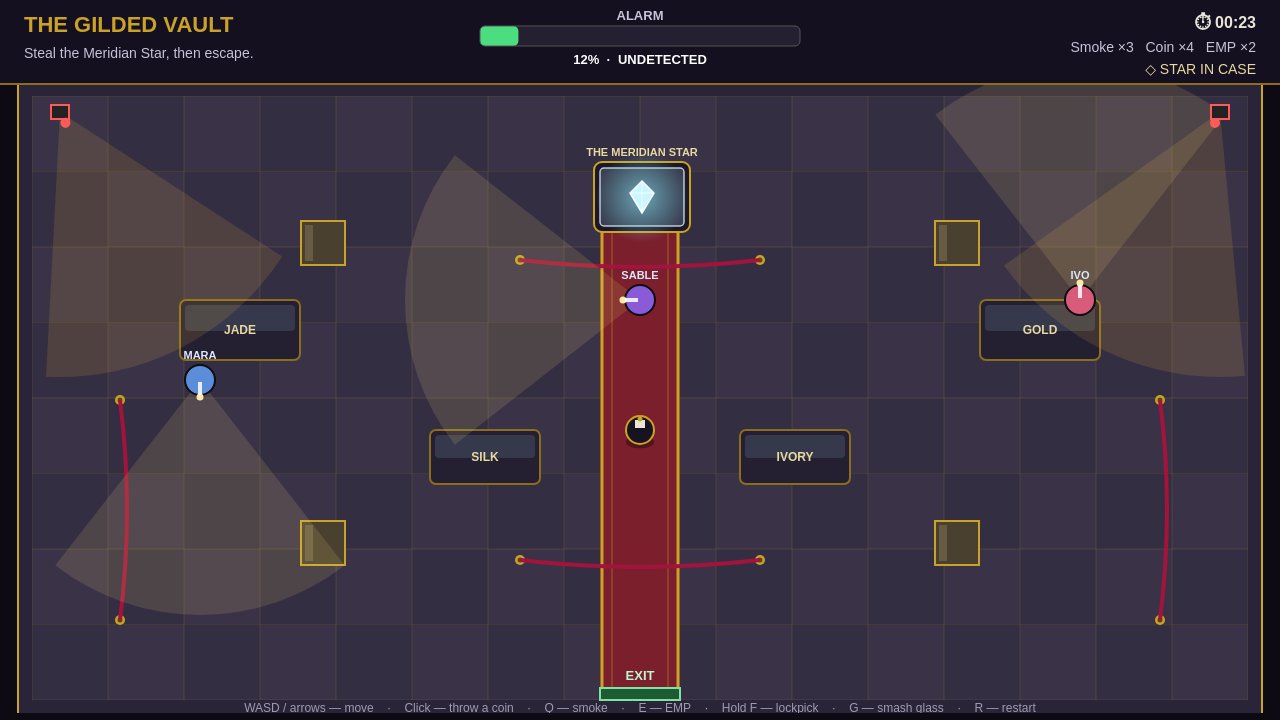 THE GILDED VAULT
Steal the Meridian Star, then escape.
ALARM
12% · UNDETECTED
⏱ 00:23
Smoke ×3 Coin ×4 EMP ×2
◇ STAR IN CASE
THE MERIDIAN STAR
SABLE
IVO
JADE
GOLD
MARA
SILK
IVORY
EXIT
WASD / arrows — move · Click — throw a coin · Q — smoke · E — EMP · Hold F — lockpick · G — smash glass · R — restart